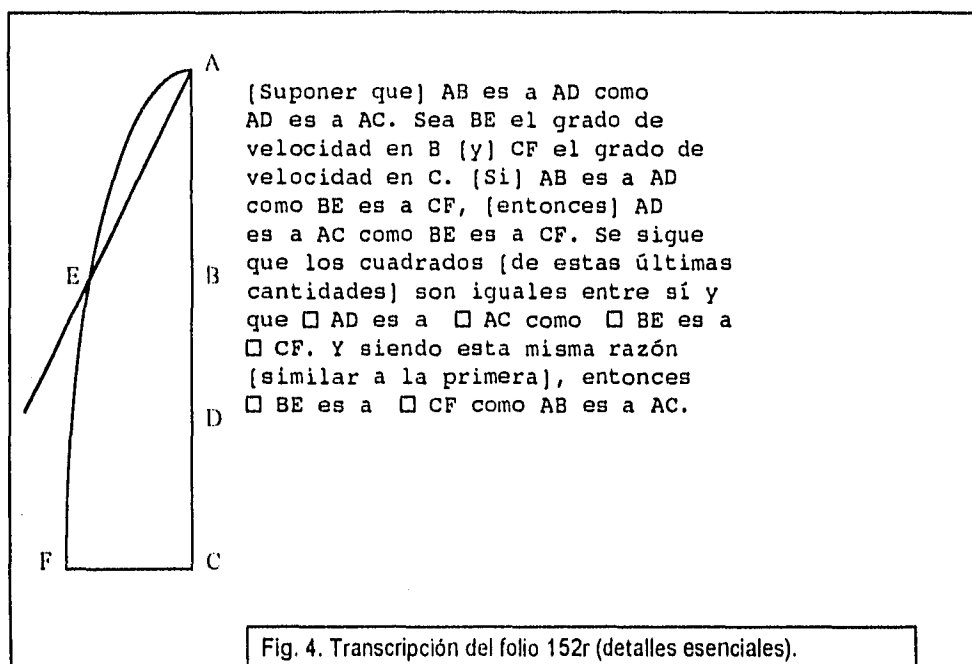 A
(Suponer que) AB es a AD como
AD es a AC. Sea BE el grado de
velocidad en B (y) CF el grado de
velocidad en C. (Si) AB es a AD
como BE es a CF, (entonces) AD
es a AC como BE es a CF. Se sigue
E
B
que los cuadrados (de estas últimas
cantidades) son iguales entre sí y
que □ AD es a □ AC como □ BE es a
□ CF. Y siendo esta misma razón
(similar a la primera), entonces
D
□ BE es a □ CF como AB es a AC.
F
C
Fig. 4. Transcripción del folio 152r (detalles esenciales).